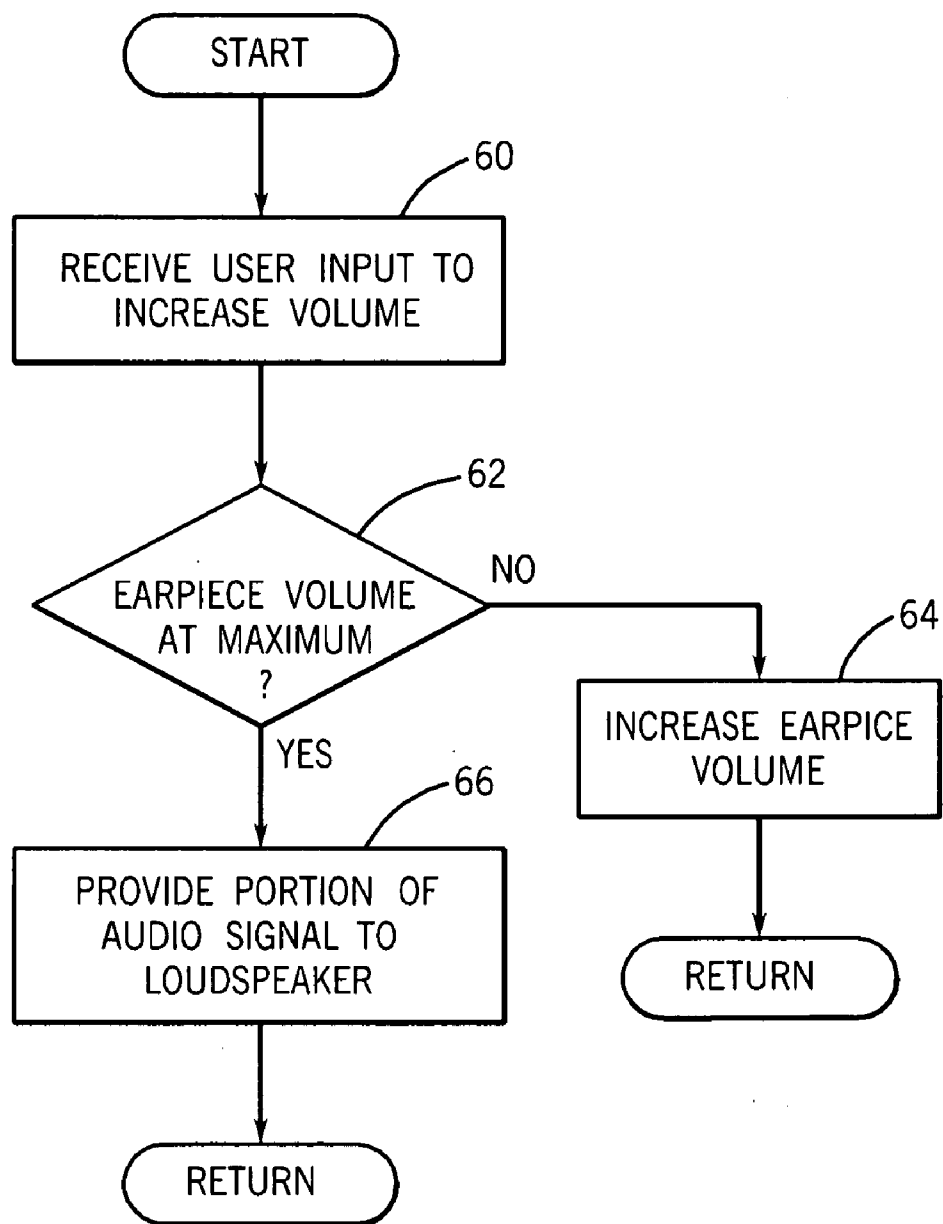 START
60
RECEIVE USER INPUT TO
INCREASE VOLUME
62
EARPIECE VOLUME
AT MAXIMUM
?
NO
YES
64
INCREASE EARPICE
VOLUME
RETURN
66
PROVIDE PORTION OF
AUDIO SIGNAL TO
LOUDSPEAKER
RETURN